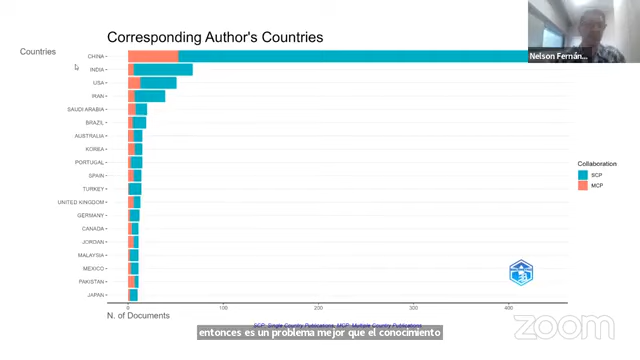 Corresponding Author's Countries
Countries
CHINA
INDIA
USA
IRAN
SAUDI ARABIA
BRAZIL
AUSTRALIA
KOREA
PORTUGAL
SPAIN
TURKEY
UNITED KINGDOM
GERMANY
CANADA
JORDAN
MALAYSIA
MEXICO
PAKISTAN
JAPAN
0
100
200
300
400
N. of Documents
Collaboration
SCP
MCP
SCP: Single Country Publications, MCP: Multiple Country Publications
entonces es un problema mejor que el conocimiento
Nelson Fernán...
zoom